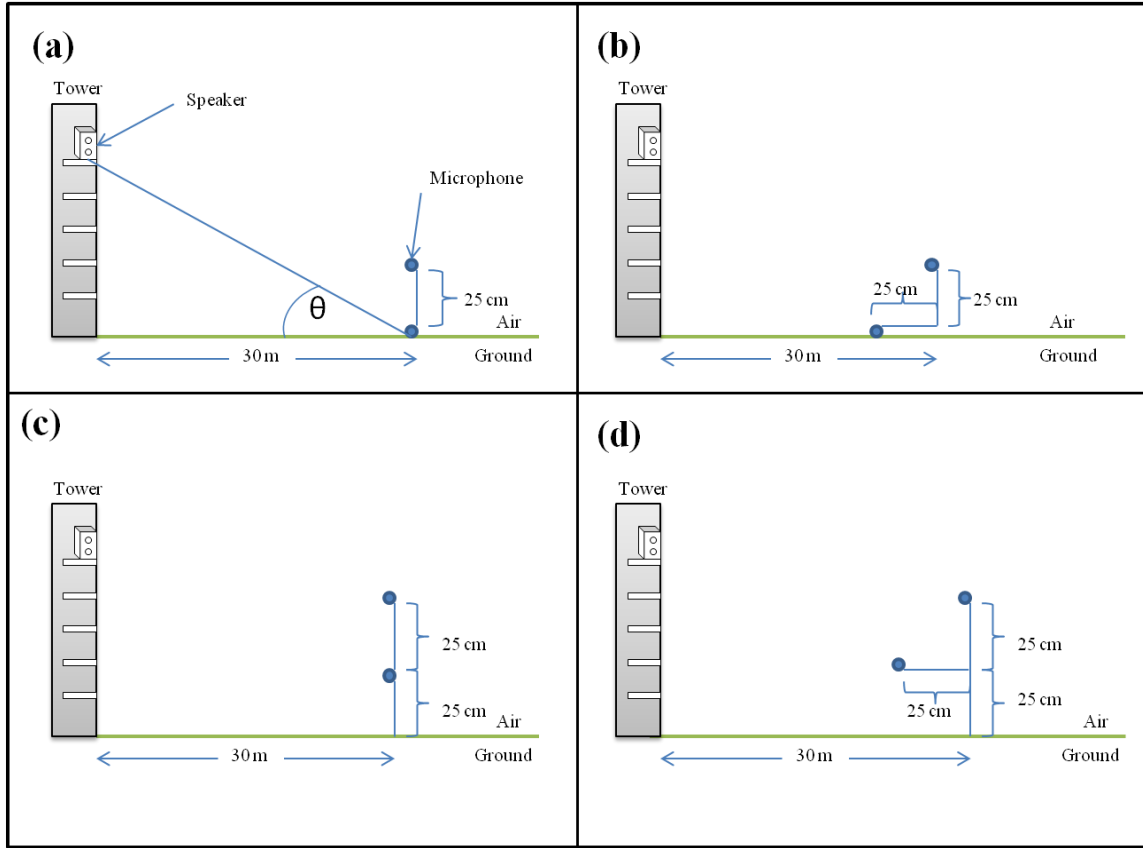 (a)
Tower
Speaker
Microphone
25 cm
θ
Air
30 m
Ground
(b)
Tower
25 cm
25 cm
Air
30 m
Ground
(c)
Tower
25 cm
25 cm
Air
30 m
Ground
(d)
Tower
25 cm
25 cm
25 cm
Air
30 m
Ground